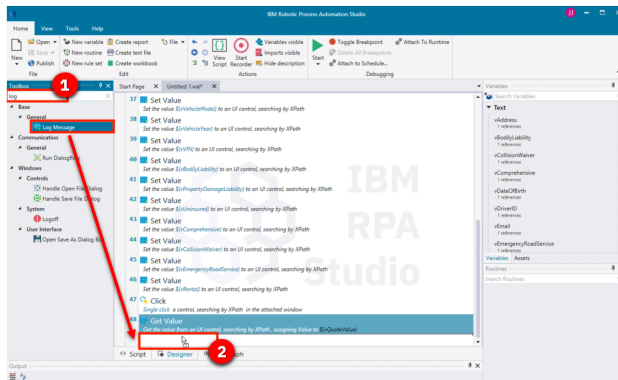 IBM Robotic Process Automation Studio
JJ
Home View Tools Help
New
Open
Save
Publish
File
New variable
New routine
New rule set
Create report
Create text file
Create workbook
File
Edit
View Script
Start Recorder
Variables visible
Imports visible
Hide description
Actions
Start
Toggle Breakpoint
Delete All Breakpoints
Attach to Schedule...
Attach To Runtime
Debugging
Toolbox
1
log
Base
General
Log Message
Communication
General
Run Dialogflow
Windows
Controls
Handle Open File Dialog
Handle Save File Dialog
System
Logoff
User Interface
Open Save As Dialog Box
Start Page Untitled 1.wal*
37 Set Value
Set the value ${vVehicleModel} to an UI control, searching by XPath
38 Set Value
Set the value ${vVehicleYear} to an UI control, searching by XPath
39 Set Value
Set the value ${vVIN} to an UI control, searching by XPath
40 Set Value
Set the value ${vBodilyLiability} to an UI control, searching by XPath
41 Set Value
Set the value ${vPropertyDamageLiability} to an UI control, searching by XPath
42 Set Value
Set the value ${vUninsured} to an UI control, searching by XPath
43 Set Value
Set the value ${vComprehensive} to an UI control, searching by XPath
44 Set Value
Set the value ${vCollisionWaiver} to an UI control, searching by XPath
45 Set Value
Set the value ${vEmergencyRoadService} to an UI control, searching by XPath
46 Set Value
Set the value ${vRental} to an UI control, searching by XPath
47 Click
Single click a control, searching by XPath in the attached window
48 Get Value
Get the value from an UI control, searching by XPath , assigning Value to ${vQuoteValue}
IBM
RPA
Studio
2
Script Designer
Variables
Search Variables
Text
vAddress
1 references
vBodilyLiability
1 references
vCollisionWaiver
1 references
vComprehensive
1 references
vDateOfBirth
1 references
vDriverID
1 references
vEmail
1 references
vEmergencyRoadService
1 references
Variables Assets
Routines
Search Routines
Output